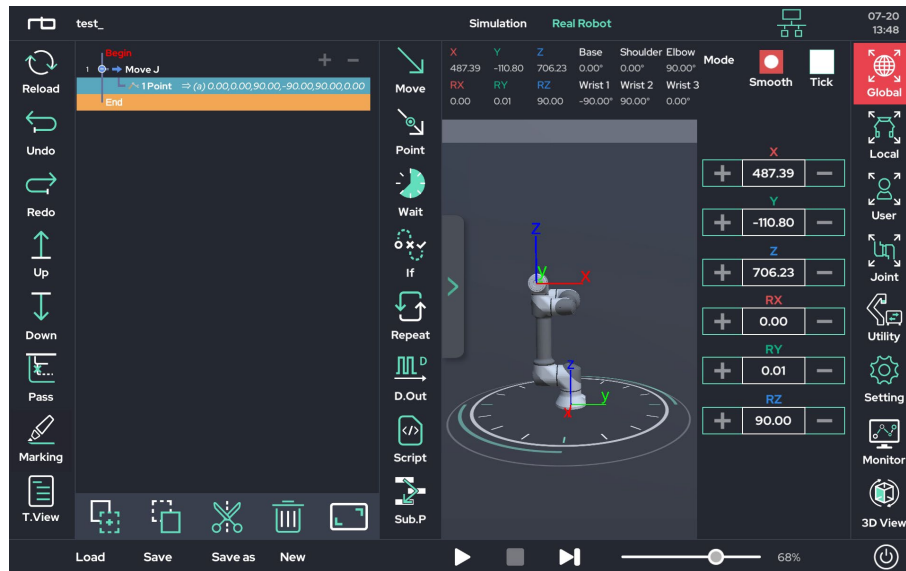 rb
test_
Simulation
Real Robot
07-20
13:48
Reload
Undo
Redo
Up
Down
Pass
Marking
T.View
Begin
1 Move J
1 Point ⇒ (a) 0.00,0.00,90.00,-90.00,90.00,0.00
End
Move
Point
Wait
If
Repeat
D
D.Out
Script
Sub.P
X Y Z Base Shoulder Elbow
487.39 -110.80 706.23 0.00° 0.00° 90.00°
RX RY RZ Wrist 1 Wrist 2 Wrist 3
0.00 0.01 90.00 -90.00° 90.00° 0.00°
Mode
Smooth
Tick
Z
y
X
z
y
x
X
487.39
Y
-110.80
Z
706.23
RX
0.00
RY
0.01
RZ
90.00
Global
Local
User
Joint
Utility
Setting
Monitor
3D View
Load Save Save as New
68%